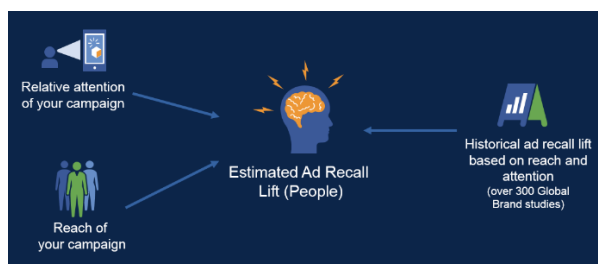 Relative attention
of your campaign
Reach of
your campaign
Estimated Ad Recall
Lift (People)
Historical ad recall lift
based on reach and
attention
(over 300 Global
Brand studies)